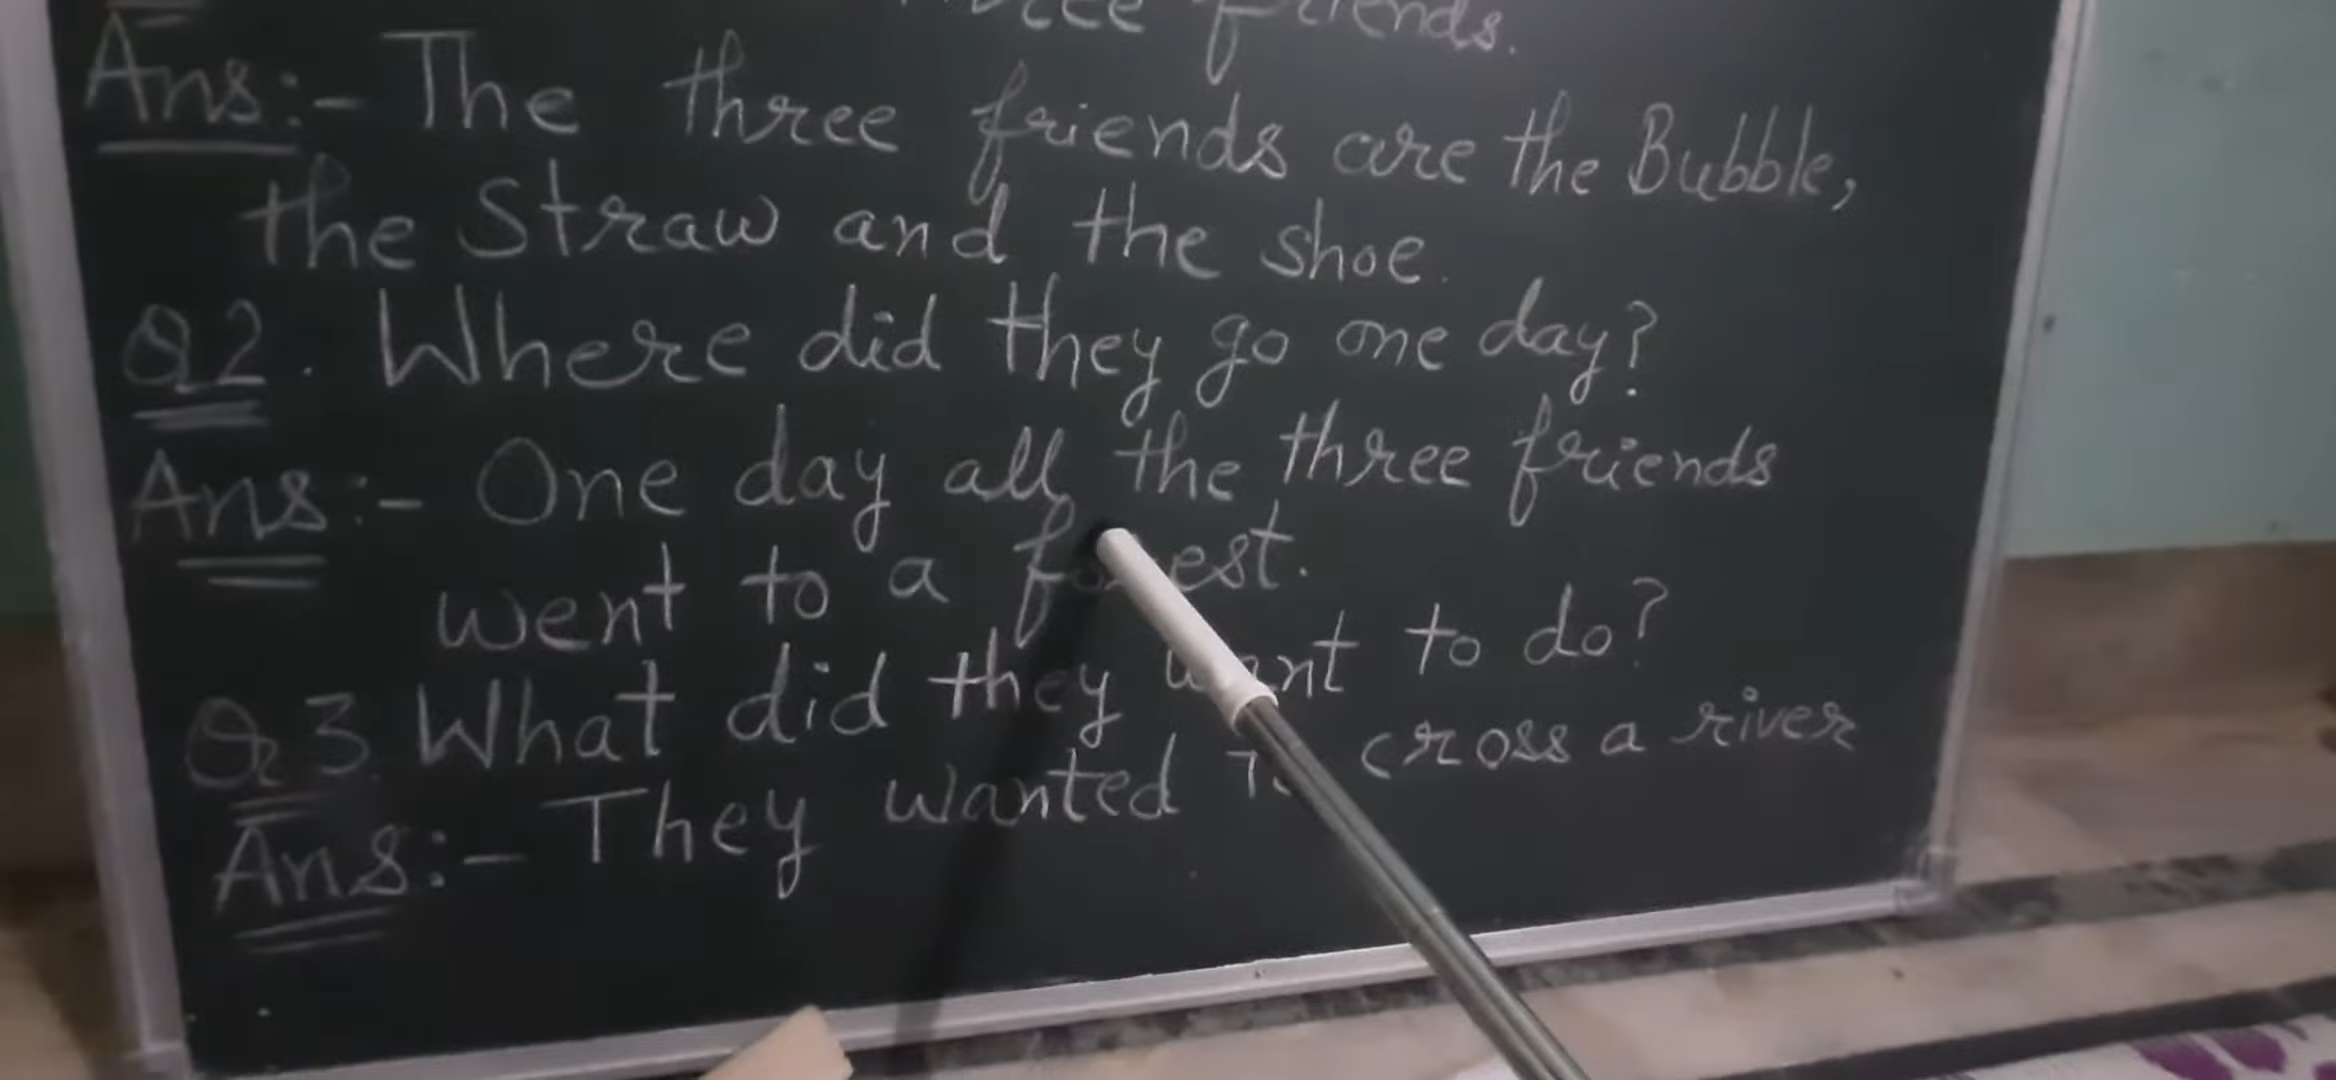 friends.
Ans:- The three friends are the Bubble,
the Straw and the shoe.
Q2. Where did they go one day?
Ans:- One day all the three friends
went to a forest.
Q3. What did they want to do?
Ans:- They wanted to cross a river